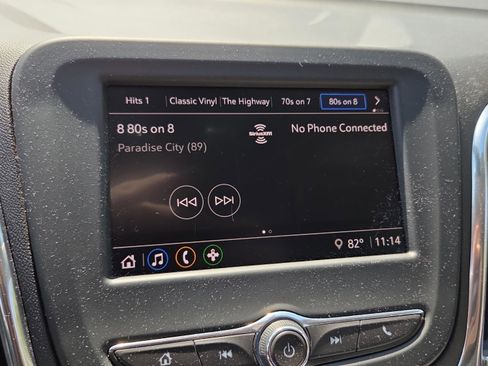 Hits 1 Classic Vinyl The Highway 70s on 7 80s on 8
8 80s on 8 SiriusXM No Phone Connected
Paradise City (89)
82° 11:14